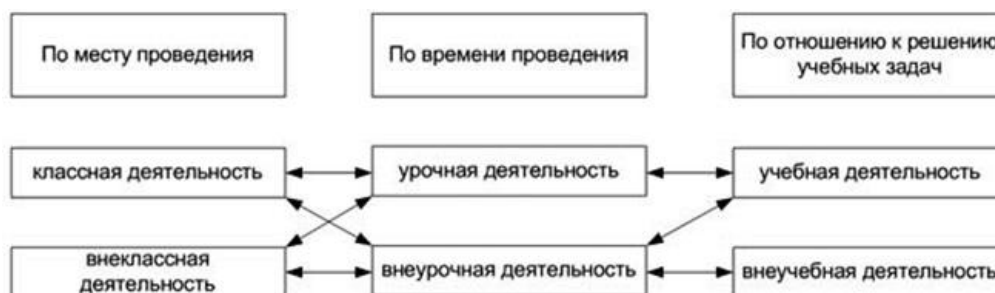 По месту проведения
По времени проведения
По отношению к решению
учебных задач
классная деятельность
урочная деятельность
учебная деятельность
внеклассная
деятельность
внеурочная деятельность
внеучебная деятельность